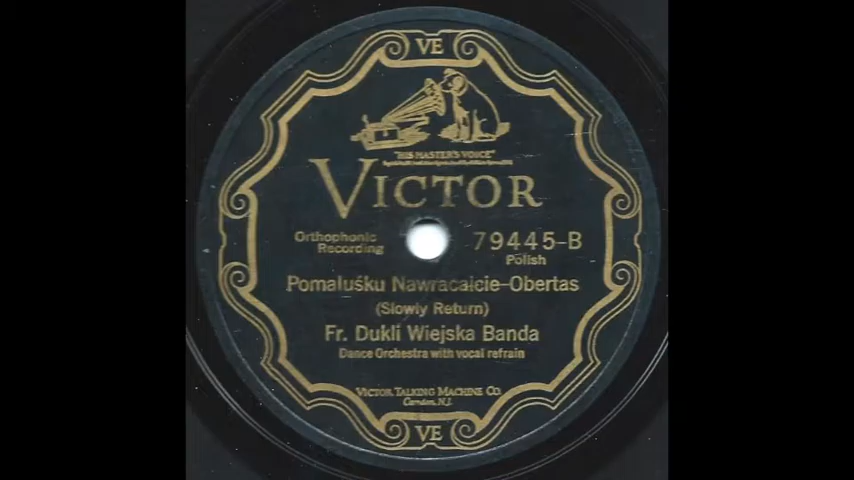 VE
"HIS MASTER'S VOICE"
VICTOR
Orthophonic
Recording
79445-B
Polish
Pomaluśku Nawracalcie-Obertas
(Slowly Return)
Fr. Dukli Wiejska Banda
Dance Orchestra with vocal refrain
VICTOR TALKING MACHINE CO.
Camden, N.J.
VE